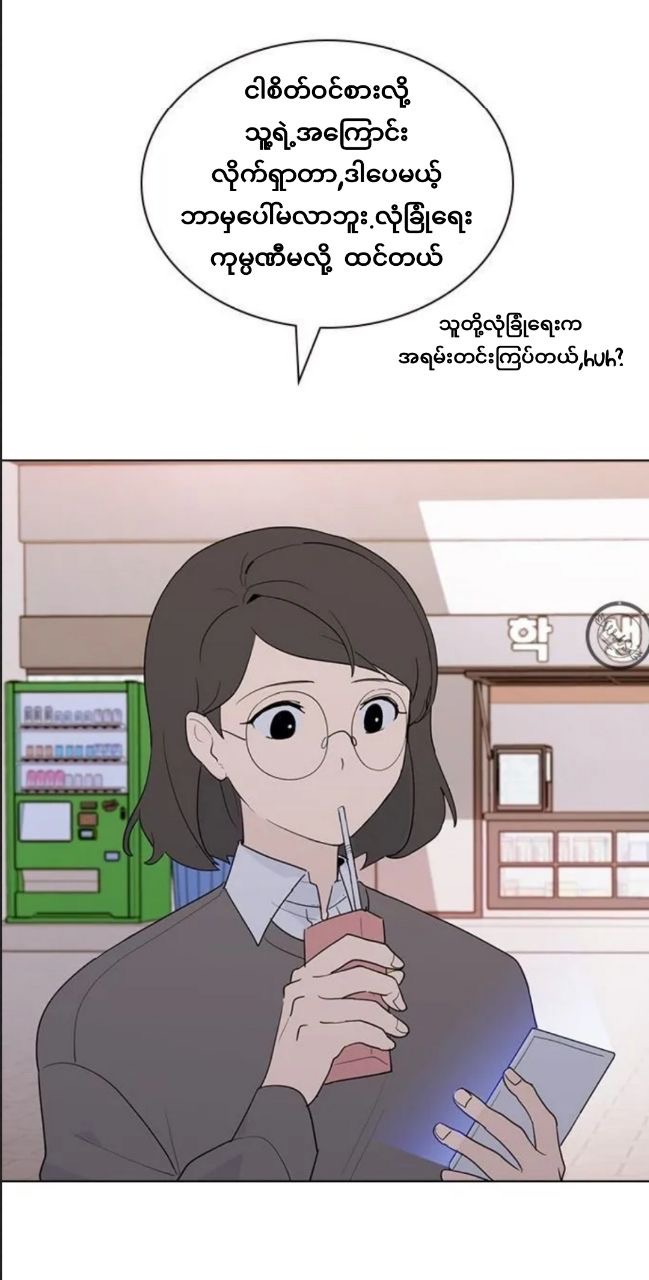 ငါစိတ်ဝင်စားလို့
သူ့ရဲ့အကြောင်း
လိုက်ရှာတာ,ဒါပေမယ့်
ဘာမှပေါ်မလာဘူး.လုံခြုံရေး
ကုမ္ပဏီမလို့ ထင်တယ်
သူတို့လုံခြုံရေးက
အရမ်းတင်းကြပ်တယ်,huh?
학